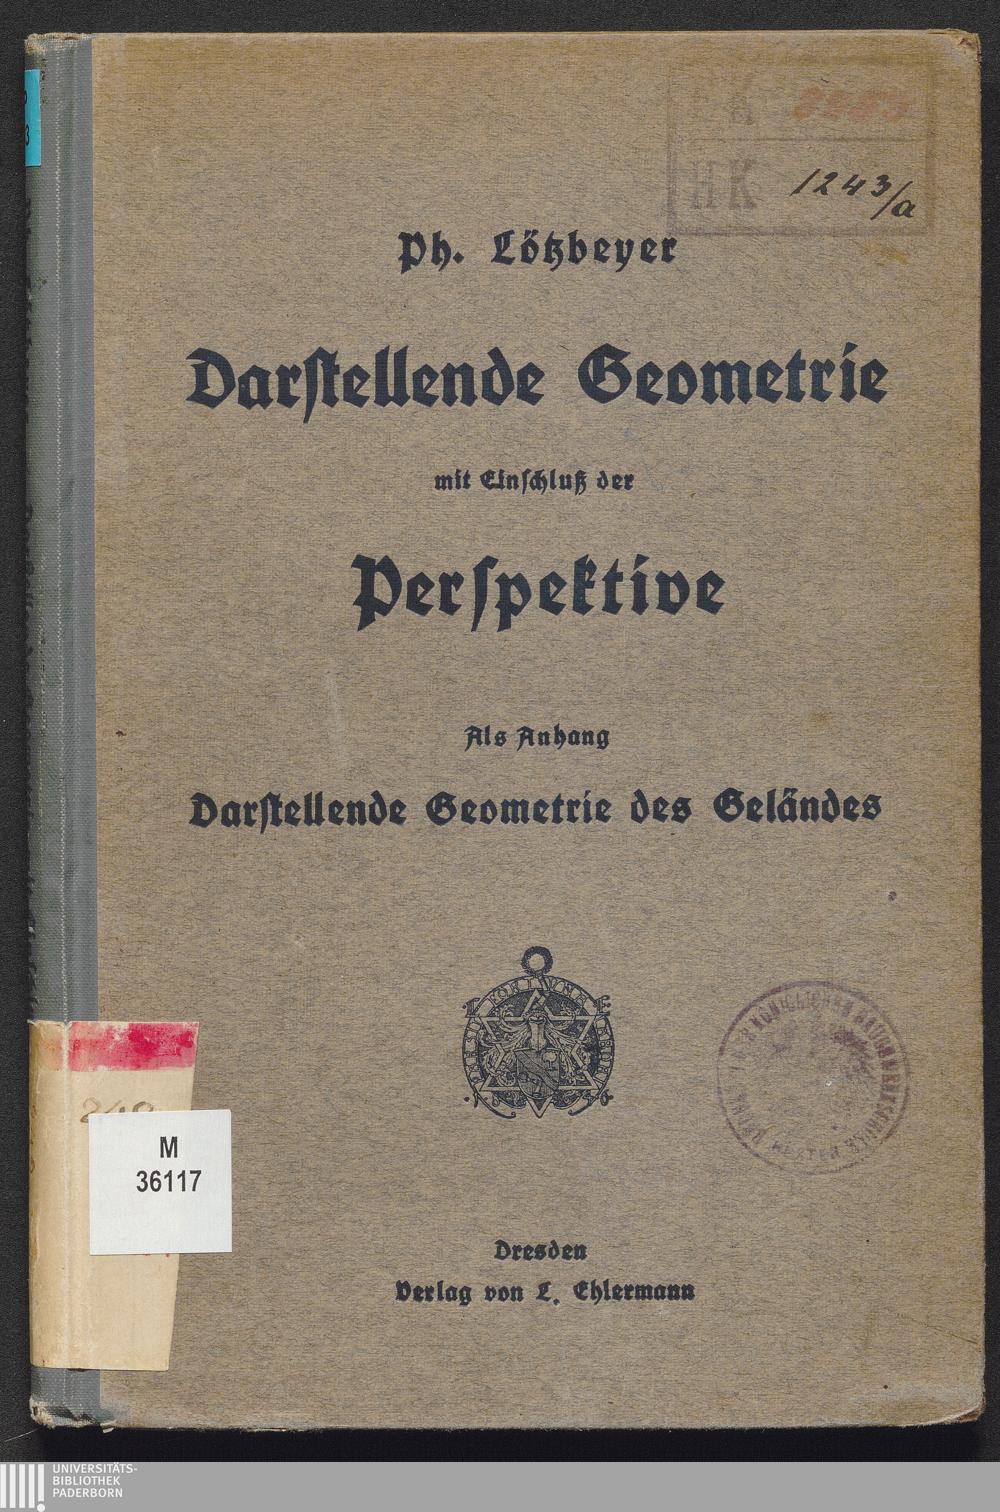 HK
1243/a
Ph. Lötzbeyer
Darstellende Geometrie
mit Einschluß der
Perspektive
Als Anhang
Darstellende Geometrie des Geländes
M
36117
Dresden
Verlag von L. Ehlermann
UNIVERSITÄTS-
BIBLIOTHEK
PADERBORN